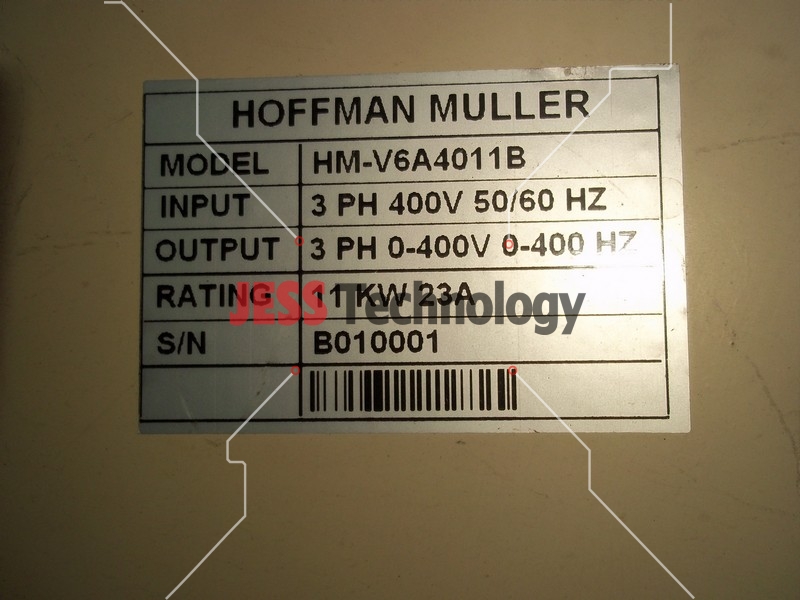 HOFFMAN MULLER
MODEL HM-V6A4011B
INPUT 3 PH 400V 50/60 HZ
OUTPUT 3 PH 0-400V 0-400 HZ
RATING 11 KW 23A
JESS Technology
S/N B010001